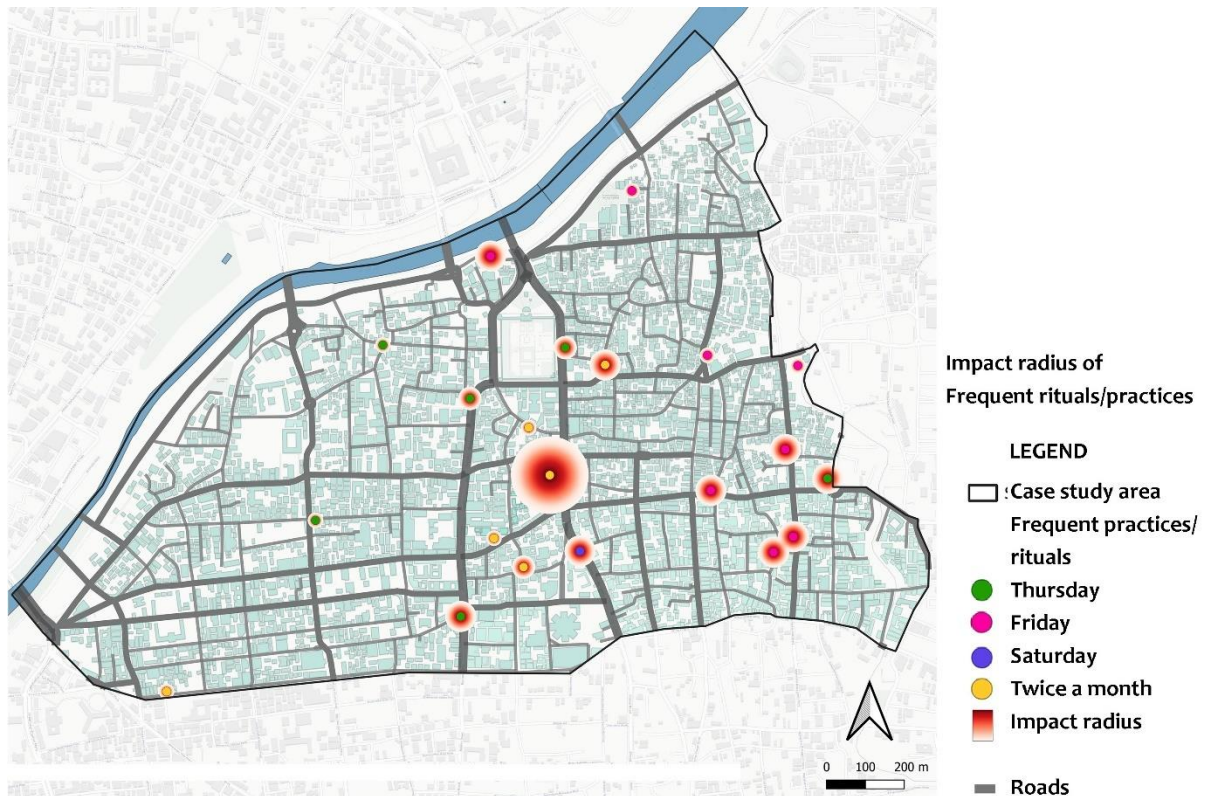 Impact radius of
Frequent rituals/practices
LEGEND
Case study area
Frequent practices/
rituals
Thursday
Friday
Saturday
Twice a month
Impact radius
0 100 200 m
Roads